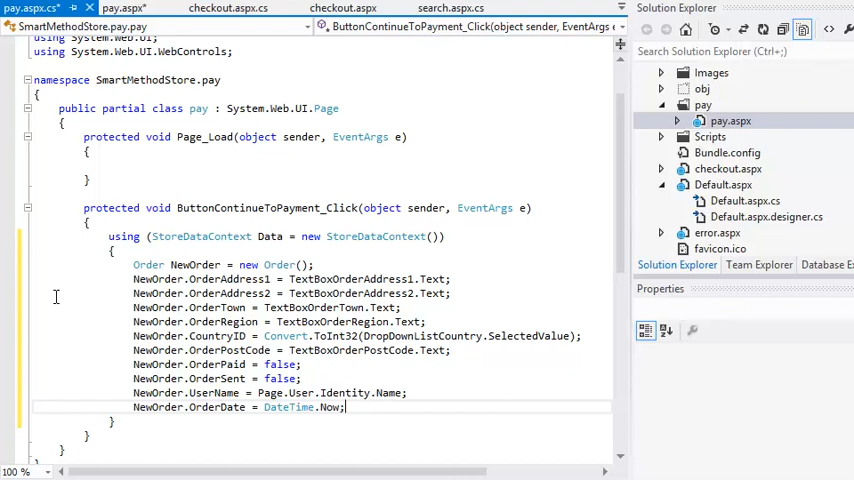 pay.aspx.cs* pay.aspx* checkout.aspx.cs checkout.aspx search.aspx.cs
SmartMethodStore.pay.pay ButtonContinueToPayment_Click(object sender, EventArgs e)
using System.Web.UI;
using System.Web.UI.WebControls;
namespace SmartMethodStore.pay
{
public partial class pay : System.Web.UI.Page
{
protected void Page_Load(object sender, EventArgs e)
{
}
protected void ButtonContinueToPayment_Click(object sender, EventArgs e)
{
using (StoreDataContext Data = new StoreDataContext())
{
Order NewOrder = new Order();
NewOrder.OrderAddress1 = TextBoxOrderAddress1.Text;
NewOrder.OrderAddress2 = TextBoxOrderAddress2.Text;
NewOrder.OrderTown = TextBoxOrderTown.Text;
NewOrder.OrderRegion = TextBoxOrderRegion.Text;
NewOrder.CountryID = Convert.ToInt32(DropDownListCountry.SelectedValue);
NewOrder.OrderPostCode = TextBoxOrderPostCode.Text;
NewOrder.OrderPaid = false;
NewOrder.OrderSent = false;
NewOrder.UserName = Page.User.Identity.Name;
NewOrder.OrderDate = DateTime.Now;
}
}
}
100 %
Solution Explorer
Search Solution Explorer (Ctrl+;)
Images
obj
pay
pay.aspx
Scripts
Bundle.config
checkout.aspx
Default.aspx
Default.aspx.cs
Default.aspx.designer.cs
error.aspx
favicon.ico
Solution Explorer Team Explorer Database Ex
Properties